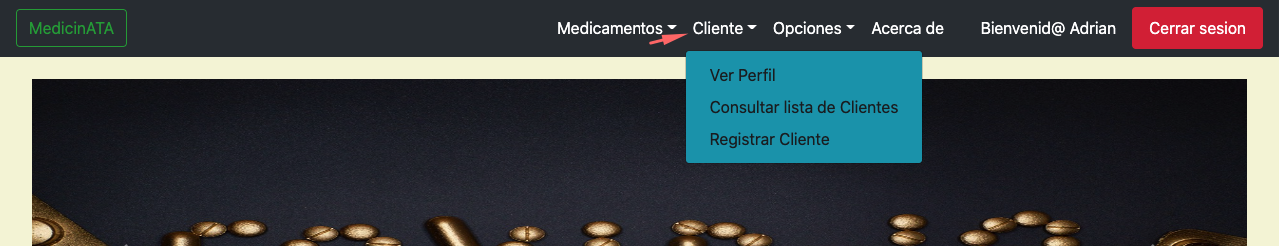 MedicinATA Medicamentos Cliente Opciones Acerca de Bienvenid@ Adrian Cerrar sesion
Ver Perfil
Consultar lista de Clientes
Registrar Cliente